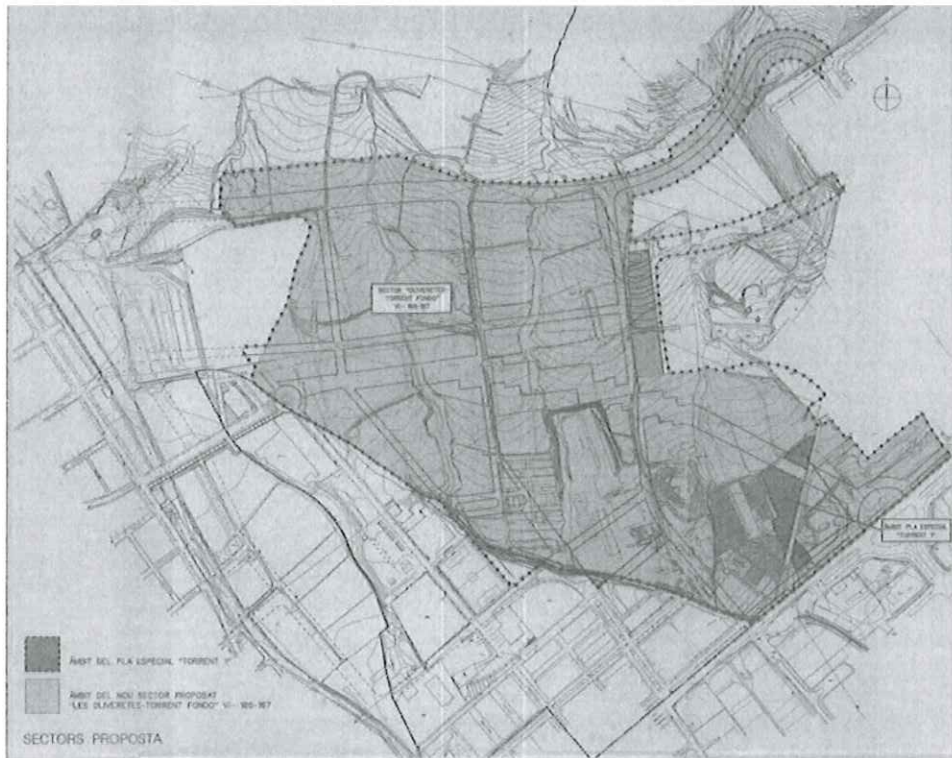 SECTOR "OLIVERETES-
TORRENT FONDO"
VI- 186-187
ÀMBIT PLA ESPECIAL
"TORRENT
ÀMBIT DEL PLA ESPECIAL "TORRENT
ÀMBIT DEL NOU SECTOR PROPOSAT
"LES OLIVERETES-TORRENT FONDO" VI- 186-187
SECTORS PROPOSTA